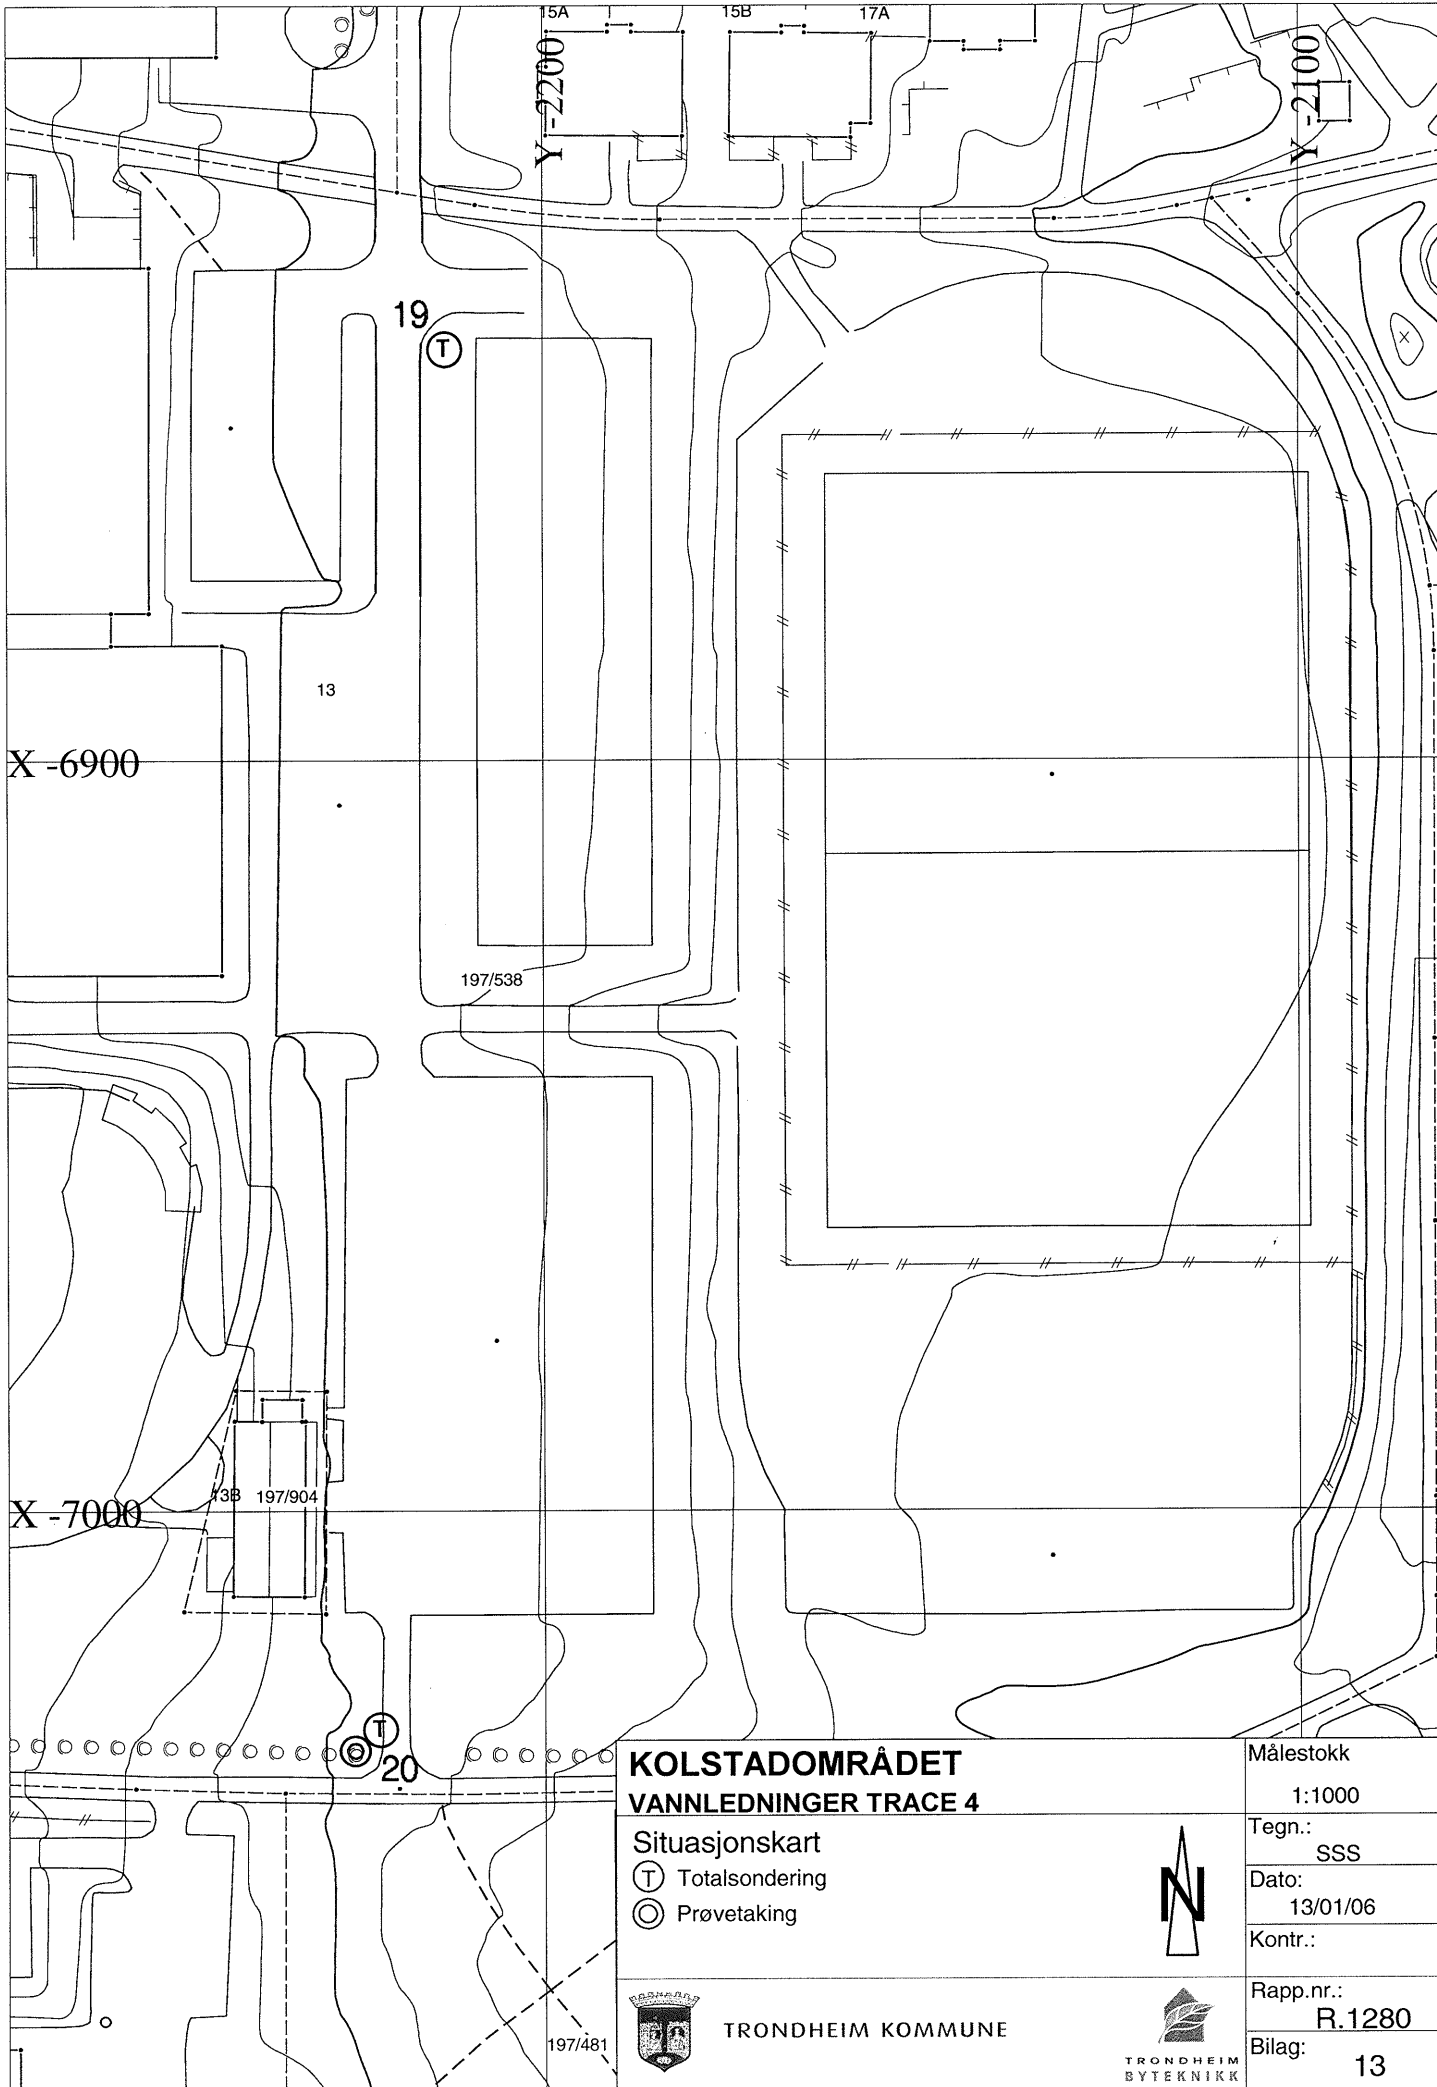 15A
15B
17A
Y -2200
Y -2100
19
T
13
X -6900
197/538
13B 197/904
X -7000
T
20
197/481
KOLSTADOMRÅDET
VANNLEDNINGER TRACE 4
Situasjonskart
T Totalsondering
Prøvetaking
N
TRONDHEIM KOMMUNE
TRONDHEIM
BYTEKNIKK
Målestokk
1:1000
Tegn.:
SSS
Dato:
13/01/06
Kontr.:
Rapp.nr.:
R.1280
Bilag:
13